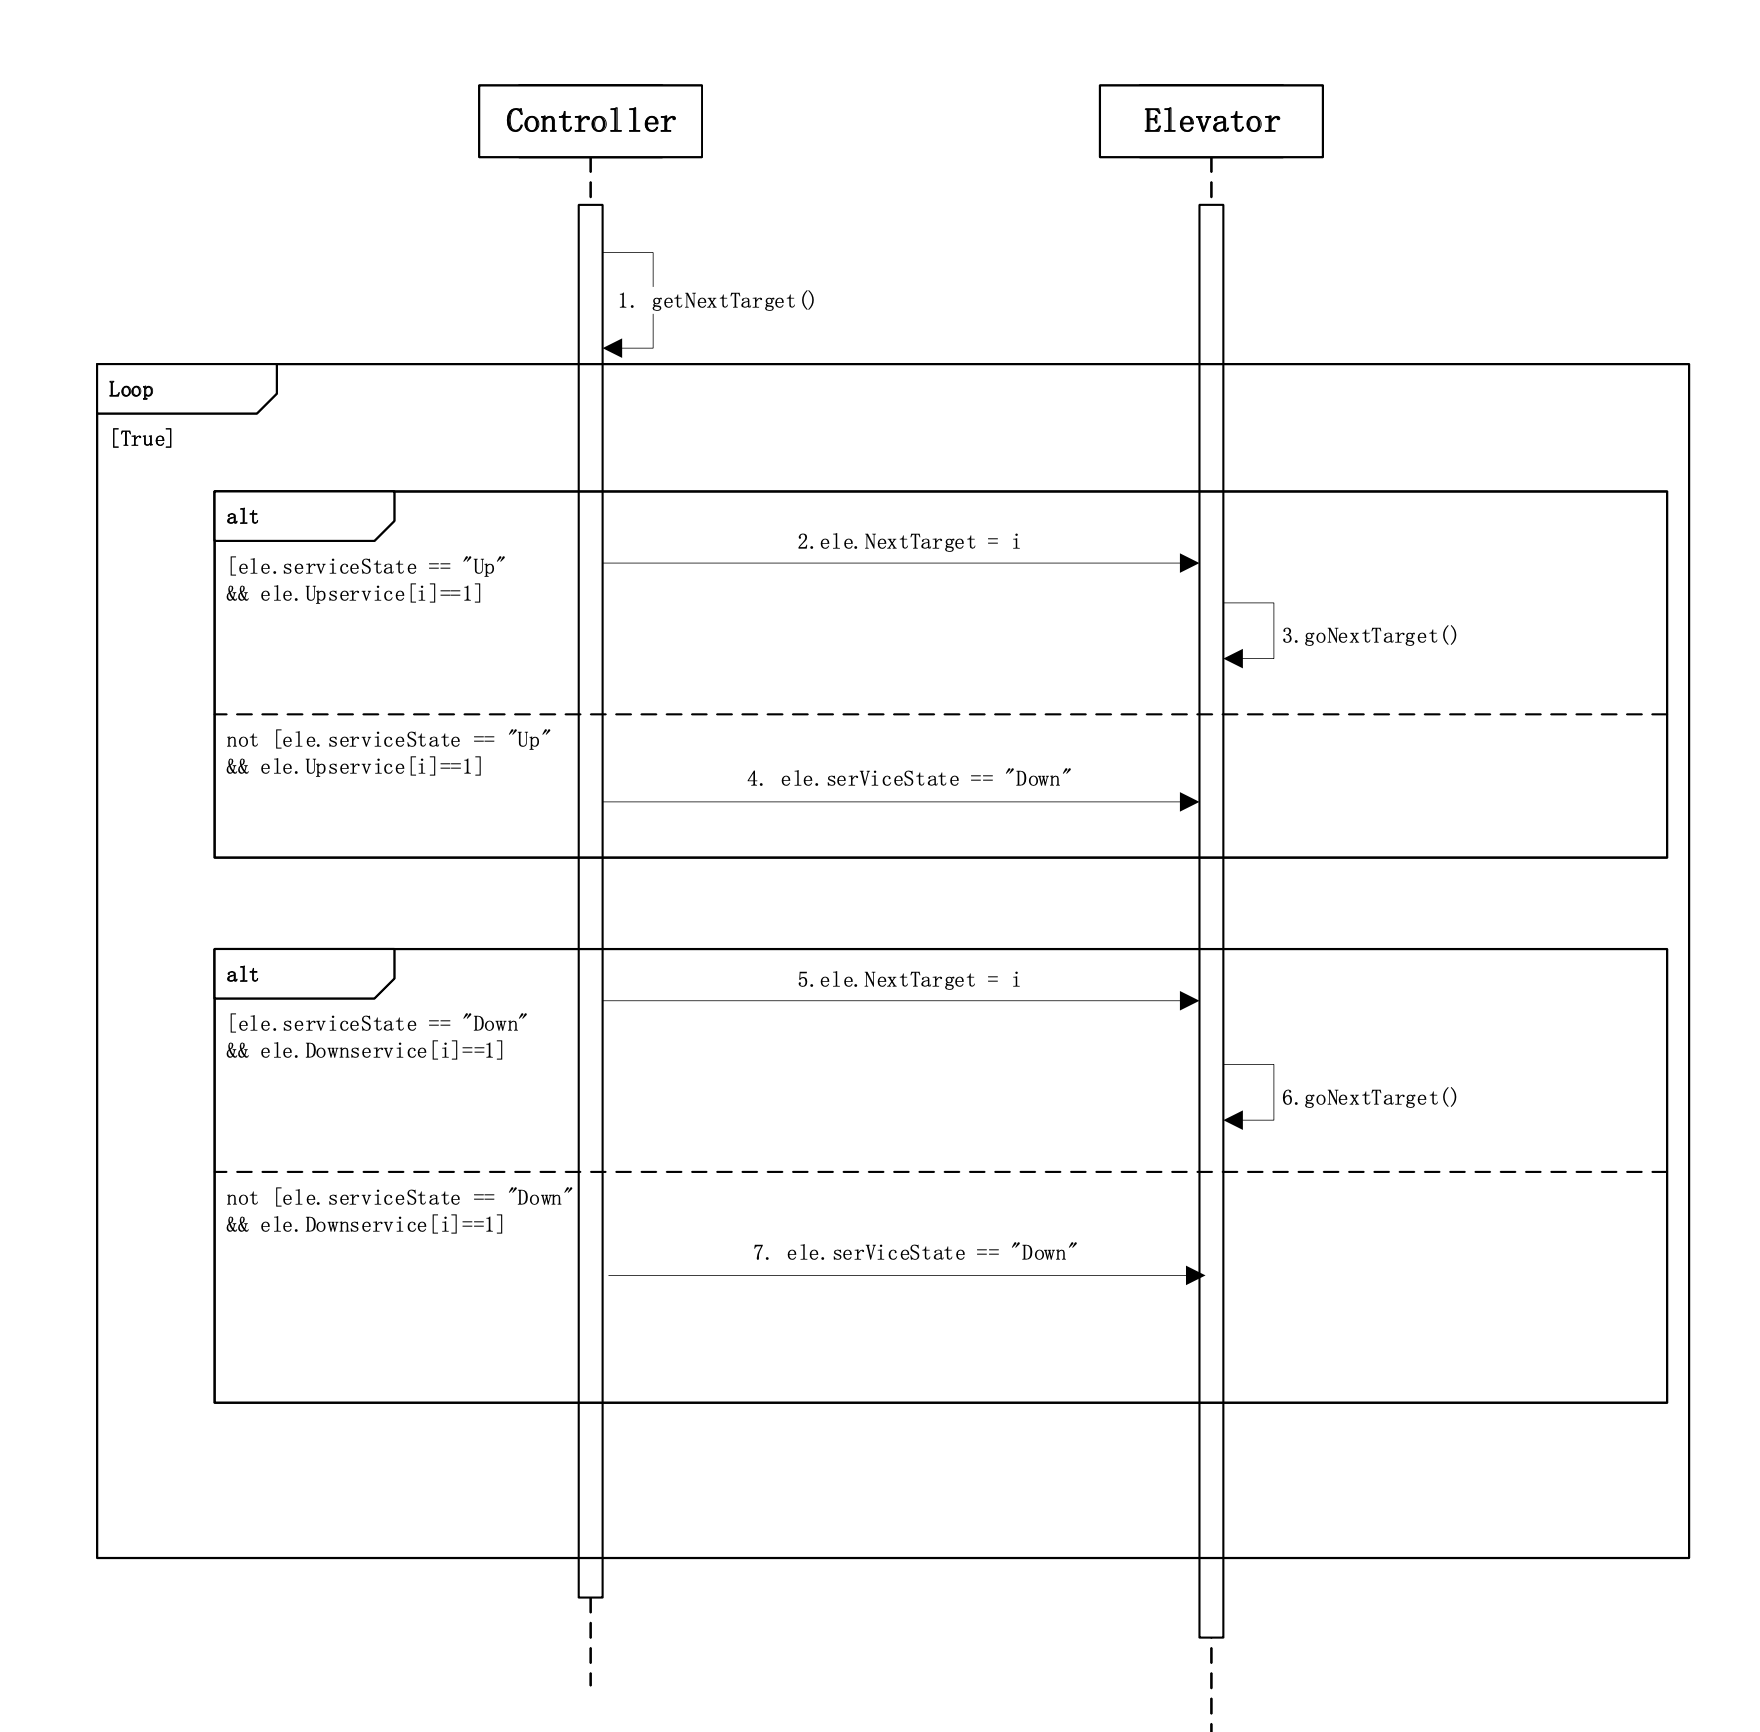 Controller
Elevator
1. getNextTarget()
Loop
[True]
alt
2.ele.NextTarget = i
[ele.serviceState == "Up"
&& ele.Upservice[i]==1]
3.goNextTarget()
not [ele.serviceState == "Up"
&& ele.Upservice[i]==1]
4. ele.serViceState == "Down"
alt
5.ele.NextTarget = i
[ele.serviceState == "Down"
&& ele.Downservice[i]==1]
6.goNextTarget()
not [ele.serviceState == "Down"
&& ele.Downservice[i]==1]
7. ele.serViceState == "Down"